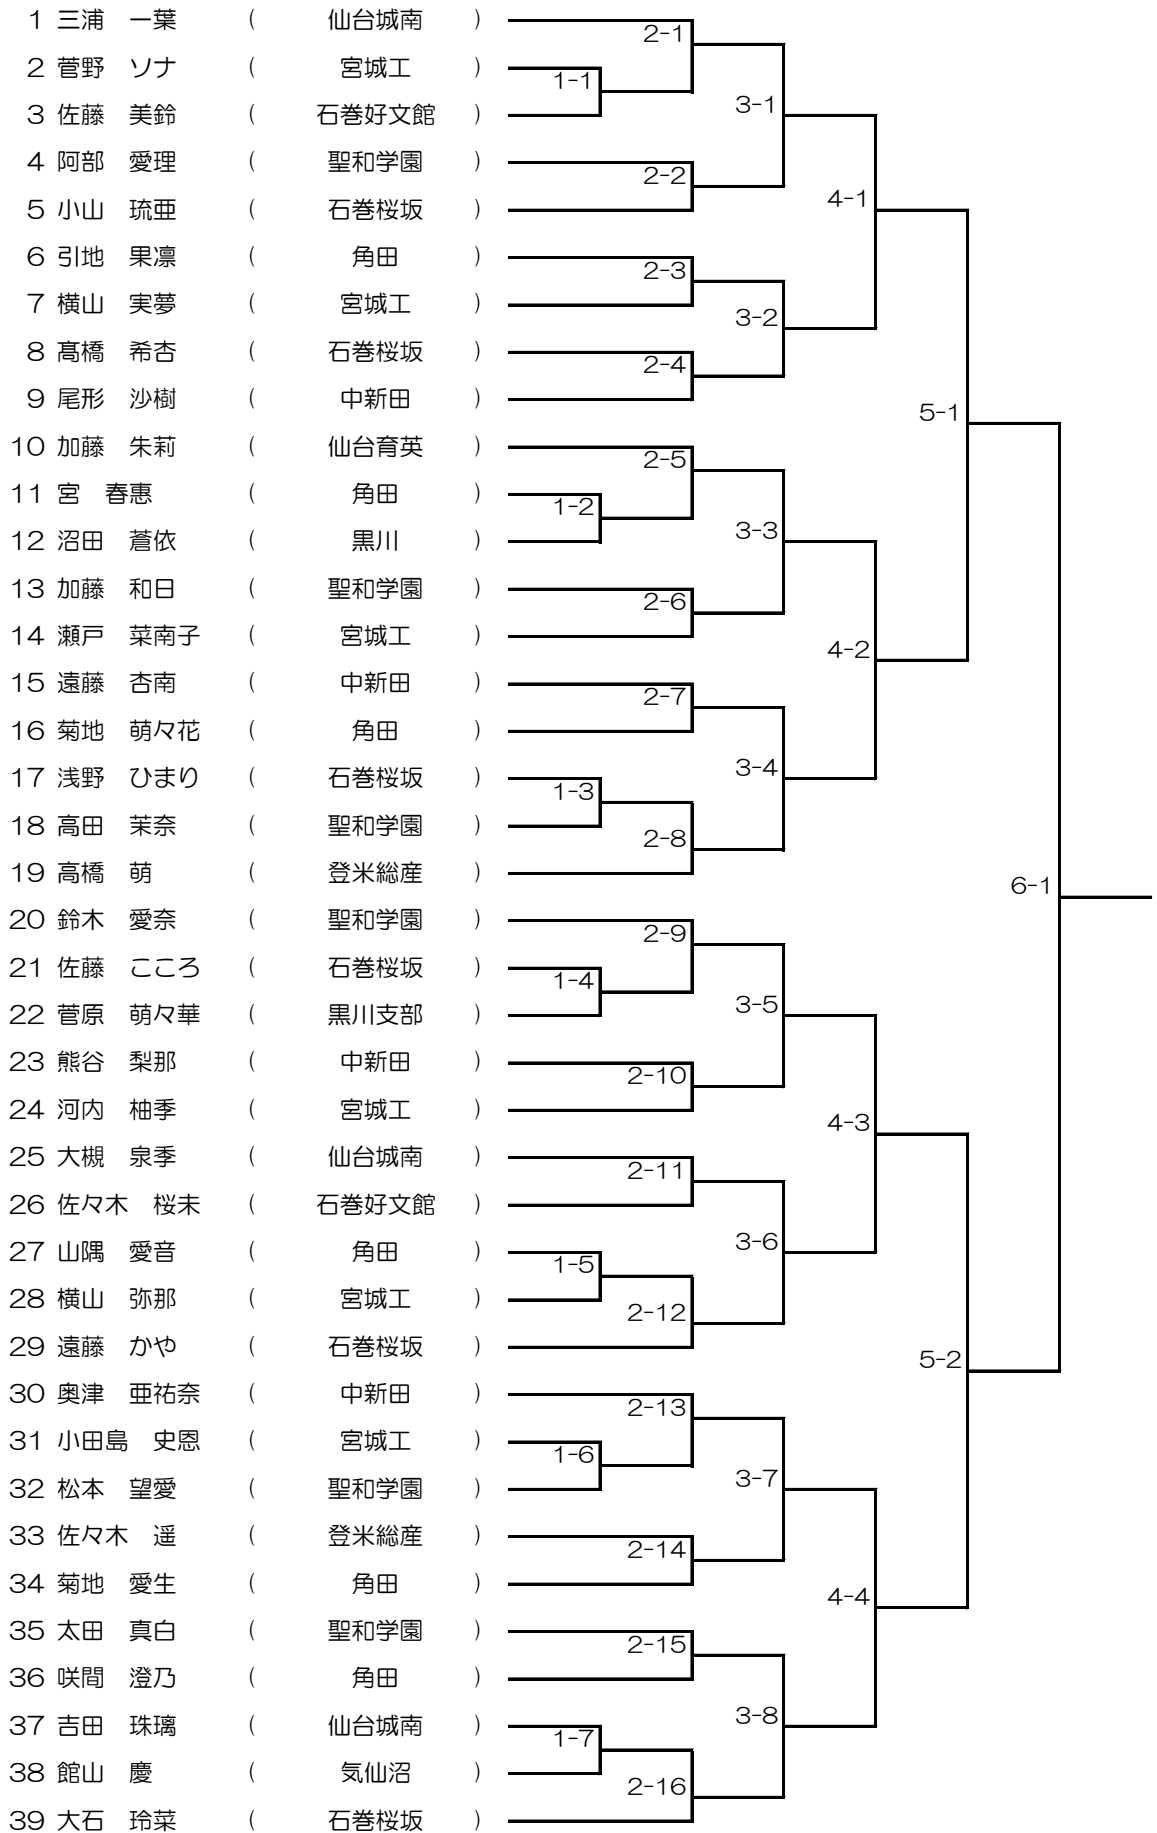 1 三浦　一葉 ( 仙台城南 )
2-1
2 菅野　ソナ ( 宮城工 )
1-1
3-1
3 佐藤　美鈴 ( 石巻好文館 )
4 阿部　愛理 ( 聖和学園 )
2-2
4-1
5 小山　琉亜 ( 石巻桜坂 )
6 引地　果凛 ( 角田 )
2-3
7 横山　実夢 ( 宮城工 )
3-2
8 髙橋　希杏 ( 石巻桜坂 )
2-4
9 尾形　沙樹 ( 中新田 )
5-1
10 加藤　朱莉 ( 仙台育英 )
2-5
11 宮　春惠 ( 角田 )
1-2
3-3
12 沼田　蒼依 ( 黒川 )
13 加藤　和日 ( 聖和学園 )
2-6
14 瀬戸　菜南子 ( 宮城工 )
4-2
15 遠藤　杏南 ( 中新田 )
2-7
16 菊地　萌々花 ( 角田 )
3-4
17 浅野　ひまり ( 石巻桜坂 )
1-3
18 高田　茉奈 ( 聖和学園 )
2-8
19 高橋　萌 ( 登米総産 )
6-1
20 鈴木　愛奈 ( 聖和学園 )
2-9
21 佐藤　こころ ( 石巻桜坂 )
1-4
3-5
22 菅原　萌々華 ( 黒川支部 )
23 熊谷　梨那 ( 中新田 )
2-10
24 河内　柚季 ( 宮城工 )
4-3
25 大槻　泉季 ( 仙台城南 )
2-11
26 佐々木　桜未 ( 石巻好文館 )
3-6
27 山隅　愛音 ( 角田 )
1-5
28 横山　弥那 ( 宮城工 )
2-12
29 遠藤　かや ( 石巻桜坂 )
5-2
30 奥津　亜祐奈 ( 中新田 )
2-13
31 小田島　史恩 ( 宮城工 )
1-6
3-7
32 松本　望愛 ( 聖和学園 )
33 佐々木　遥 ( 登米総産 )
2-14
34 菊地　愛生 ( 角田 )
4-4
35 太田　真白 ( 聖和学園 )
2-15
36 咲間　澄乃 ( 角田 )
3-8
37 吉田　珠璃 ( 仙台城南 )
1-7
38 館山　慶 ( 気仙沼 )
2-16
39 大石　玲菜 ( 石巻桜坂 )